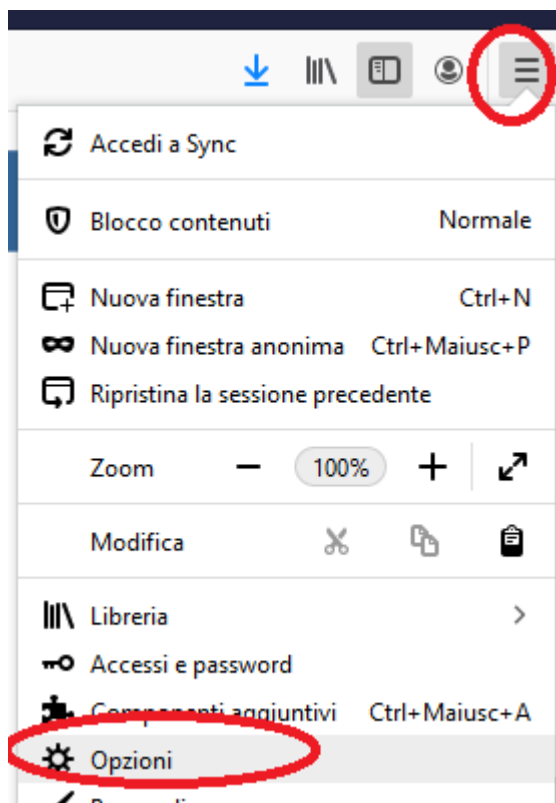 Accedi a Sync
Blocco contenuti Normale
Nuova finestra Ctrl+N
Nuova finestra anonima Ctrl+Maiusc+P
Ripristina la sessione precedente
Zoom 100%
Modifica
Libreria
Accessi e password
Componenti aggiuntivi Ctrl+Maiusc+A
Opzioni